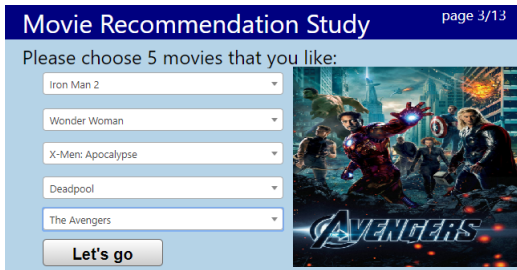 Movie Recommendation Study
page 3/13
Please choose 5 movies that you like:
Iron Man 2
Wonder Woman
X-Men: Apocalypse
Deadpool
The Avengers
AVENGERS
Let's go